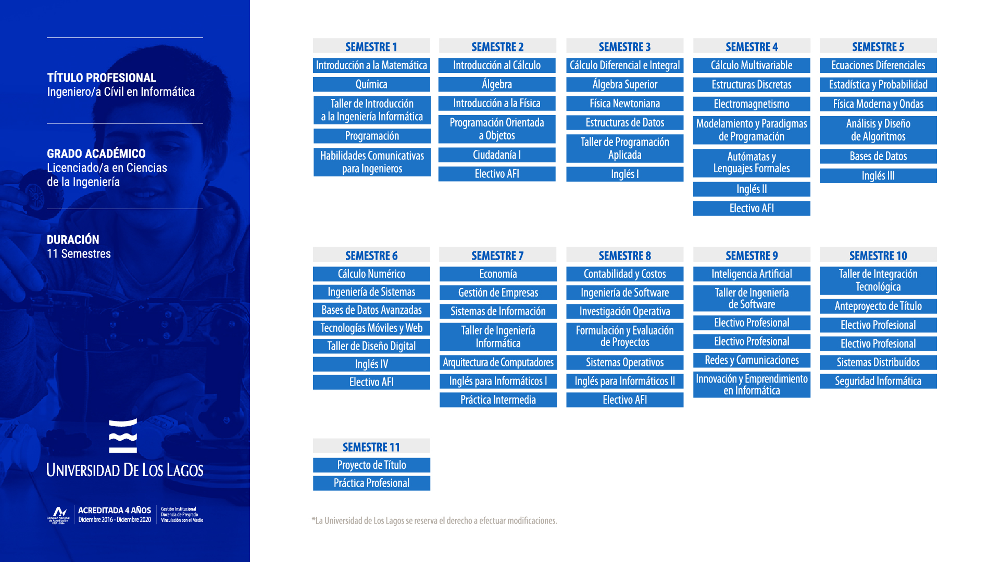 TÍTULO PROFESIONAL
Ingeniero/a Cívil en Informática
GRADO ACADÉMICO
Licenciado/a en Ciencias
de la Ingeniería
DURACIÓN
11 Semestres
UNIVERSIDAD DE LOS LAGOS
Comisión Nacional
de Acreditación
CNA - Chile
ACREDITADA 4 AÑOS
Diciembre 2016 - Diciembre 2020
Gestión Institucional
Docencia de Pregrado
Vinculación con el Medio
SEMESTRE 1
Introducción a la Matemática
Química
Taller de Introducción
a la Ingeniería Informática
Programación
Habilidades Comunicativas
para Ingenieros
SEMESTRE 2
Introducción al Cálculo
Álgebra
Introducción a la Física
Programación Orientada
a Objetos
Ciudadanía I
Electivo AFI
SEMESTRE 3
Cálculo Diferencial e Integral
Álgebra Superior
Física Newtoniana
Estructuras de Datos
Taller de Programación
Aplicada
Inglés I
SEMESTRE 4
Cálculo Multivariable
Estructuras Discretas
Electromagnetismo
Modelamiento y Paradigmas
de Programación
Autómatas y
Lenguajes Formales
Inglés II
Electivo AFI
SEMESTRE 5
Ecuaciones Diferenciales
Estadística y Probabilidad
Física Moderna y Ondas
Análisis y Diseño
de Algoritmos
Bases de Datos
Inglés III
SEMESTRE 6
Cálculo Numérico
Ingeniería de Sistemas
Bases de Datos Avanzadas
Tecnologías Móviles y Web
Taller de Diseño Digital
Inglés IV
Electivo AFI
SEMESTRE 7
Economía
Gestión de Empresas
Sistemas de Información
Taller de Ingeniería
Informática
Arquitectura de Computadores
Inglés para Informáticos I
Práctica Intermedia
SEMESTRE 8
Contabilidad y Costos
Ingeniería de Software
Investigación Operativa
Formulación y Evaluación
de Proyectos
Sistemas Operativos
Inglés para Informáticos II
Electivo AFI
SEMESTRE 9
Inteligencia Artificial
Taller de Ingeniería
de Software
Electivo Profesional
Electivo Profesional
Redes y Comunicaciones
Innovación y Emprendimiento
en Informática
SEMESTRE 10
Taller de Integración
Tecnológica
Anteproyecto de Título
Electivo Profesional
Electivo Profesional
Sistemas Distribuídos
Seguridad Informática
SEMESTRE 11
Proyecto de Título
Práctica Profesional
*La Universidad de Los Lagos se reserva el derecho a efectuar modificaciones.